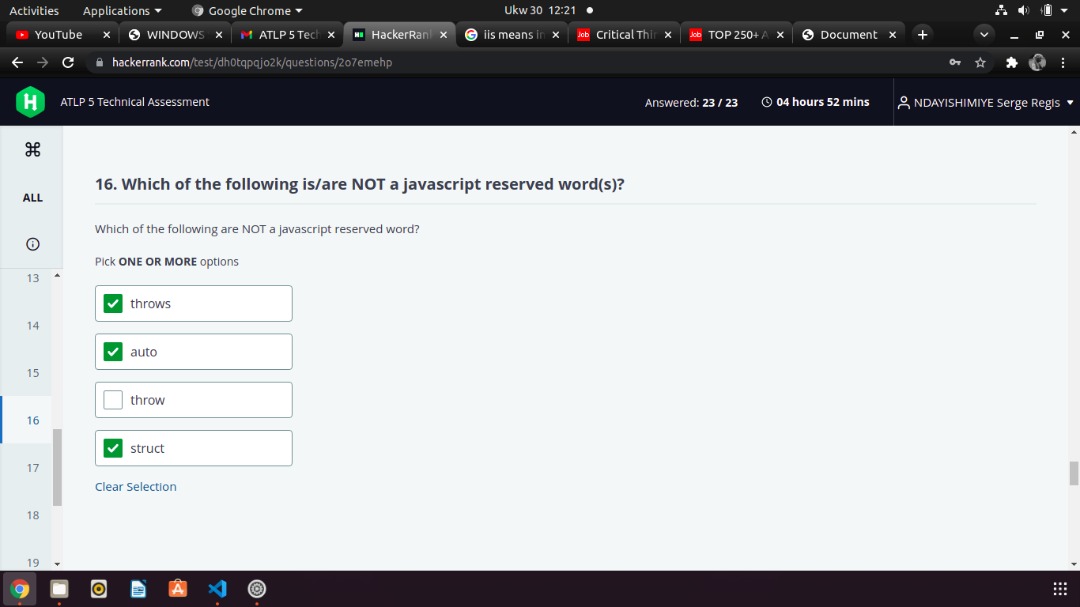 Activities Applications Google Chrome Ukw 30 12:21
YouTube WINDOWS ATLP 5 Tech HackerRan iis means in Critical Thin TOP 250+ A Document
hackerrank.com/test/dh0tqpqjo2k/questions/2o7emehp
ATLP 5 Technical Assessment Answered: 23 / 23 04 hours 52 mins NDAYISHIMIYE Serge Regis
ALL
13
14
15
16
17
18
19
16. Which of the following is/are NOT a javascript reserved word(s)?
Which of the following are NOT a javascript reserved word?
Pick ONE OR MORE options
throws
auto
throw
struct
Clear Selection